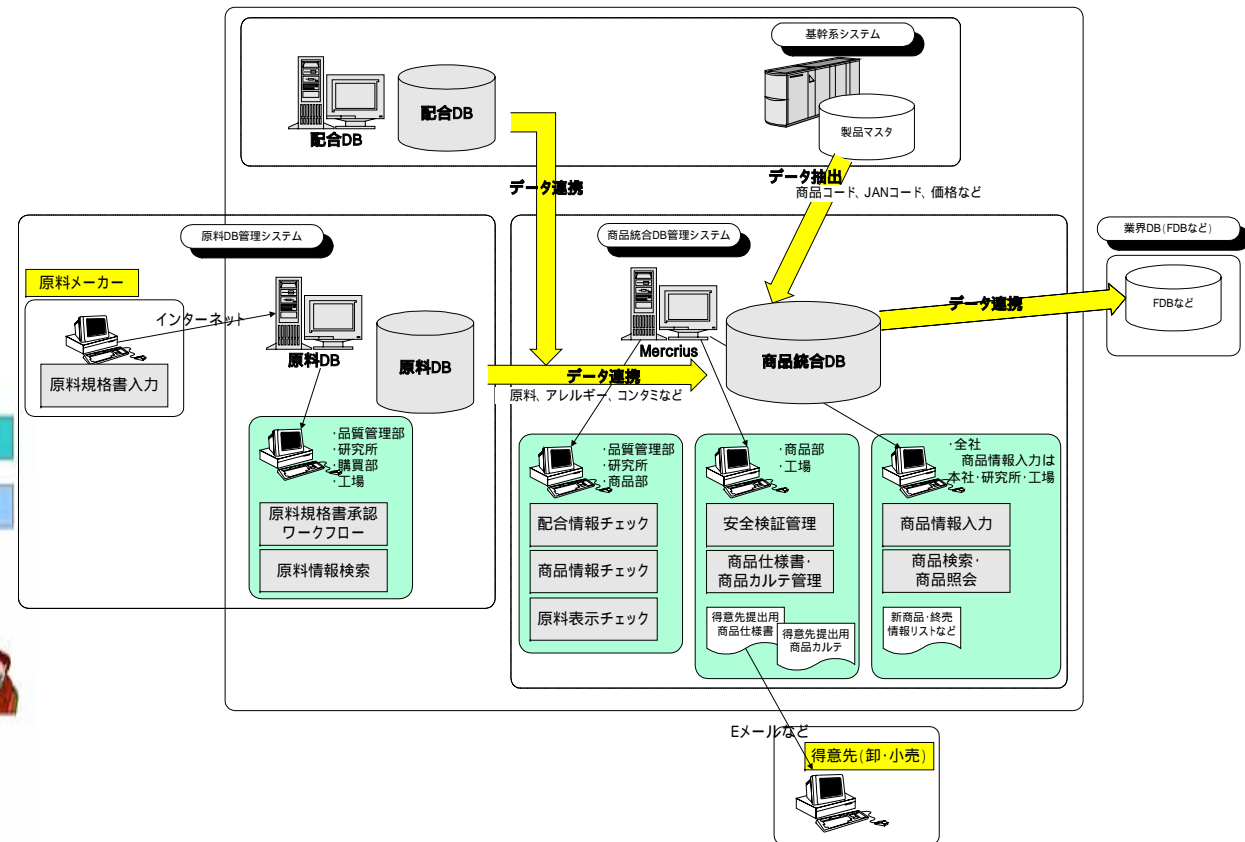 基幹系システム
配合DB
配合DB
製品マスタ
データ連携
データ抽出
商品コード、JANコード、価格など
原料DB管理システム
商品統合DB管理システム
業界DB(FDBなど)
原料メーカー
インターネット
原料規格書入力
原料DB
原料DB
Mercrius
商品統合DB
データ連携
FDBなど
データ連携
原料、アレルギー、コンタミなど
・品質管理部
・研究所
・購買部
・工場
原料規格書承認
ワークフロー
原料情報検索
・品質管理部
・研究所
・商品部
配合情報チェック
商品情報チェック
原料表示チェック
・商品部
・工場
安全検証管理
商品仕様書・
商品カルテ管理
得意先提出用
商品仕様書
得意先提出用
商品カルテ
・全社
商品情報入力は
本社・研究所・工場
商品情報入力
商品検索・
商品照会
新商品・終売
情報リストなど
Eメールなど
得意先(卸・小売)